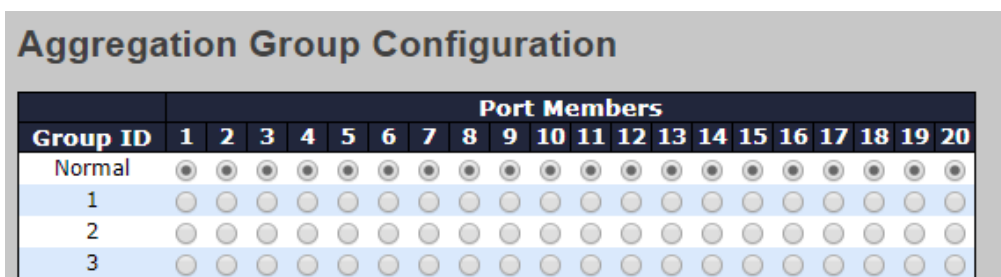 Aggregation Group Configuration
Port Members
Group ID 1 2 3 4 5 6 7 8 9 10 11 12 13 14 15 16 17 18 19 20
Normal
1
2
3